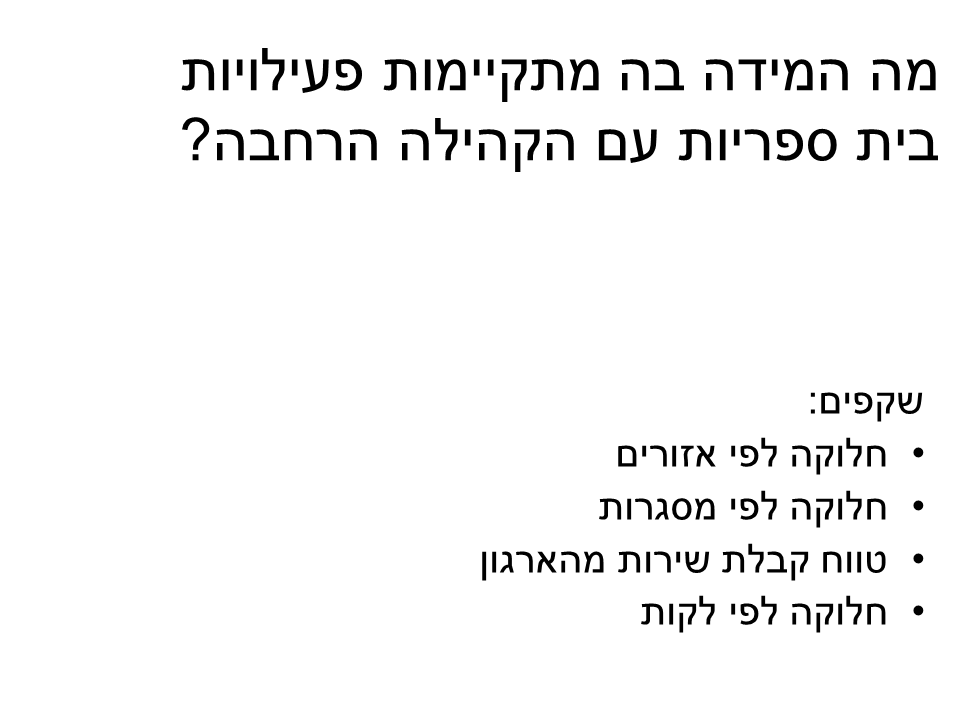 מה המידה בה מתקיימות פעילויות
בית ספריות עם הקהילה הרחבה?
שקפים:
• חלוקה לפי אזורים
• חלוקה לפי מסגרות
• טווח קבלת שירות מהארגון
• חלוקה לפי לקות